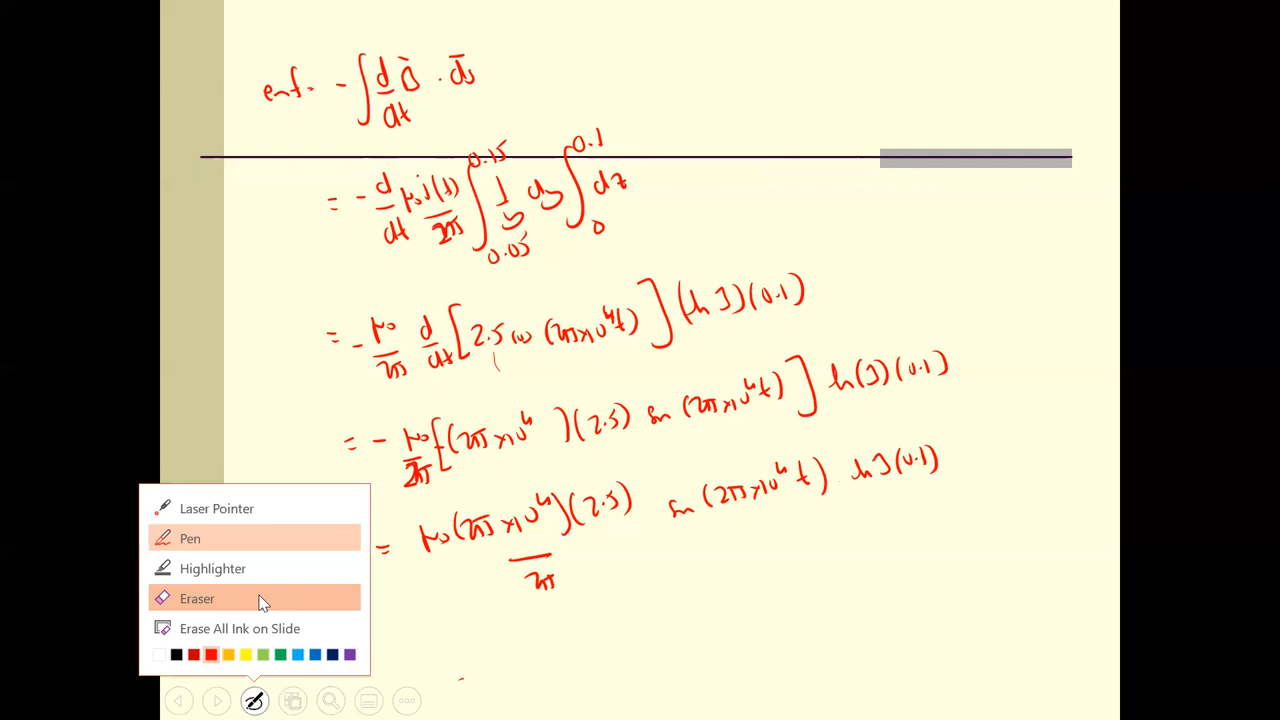 emf = - ∫ d/dt B̄ · ds̄
= - d/dt μ₀ i(t)/2π ∫_{0.05}^{0.15} 1/y dy ∫_{0}^{0.1} dz
= - μ₀/2π d/dt [2.5 cos (2π×10⁴t)] (ln 3)(0.1)
= - μ₀/2π [(2π×10⁴)(2.5) sin (2π×10⁴t)] ln(3)(0.1)
= μ₀(2π×10⁴)(2.5)/2π sin (2π×10⁴t) · ln3(0.1)
Laser Pointer
Pen
Highlighter
Eraser
Erase All Ink on Slide